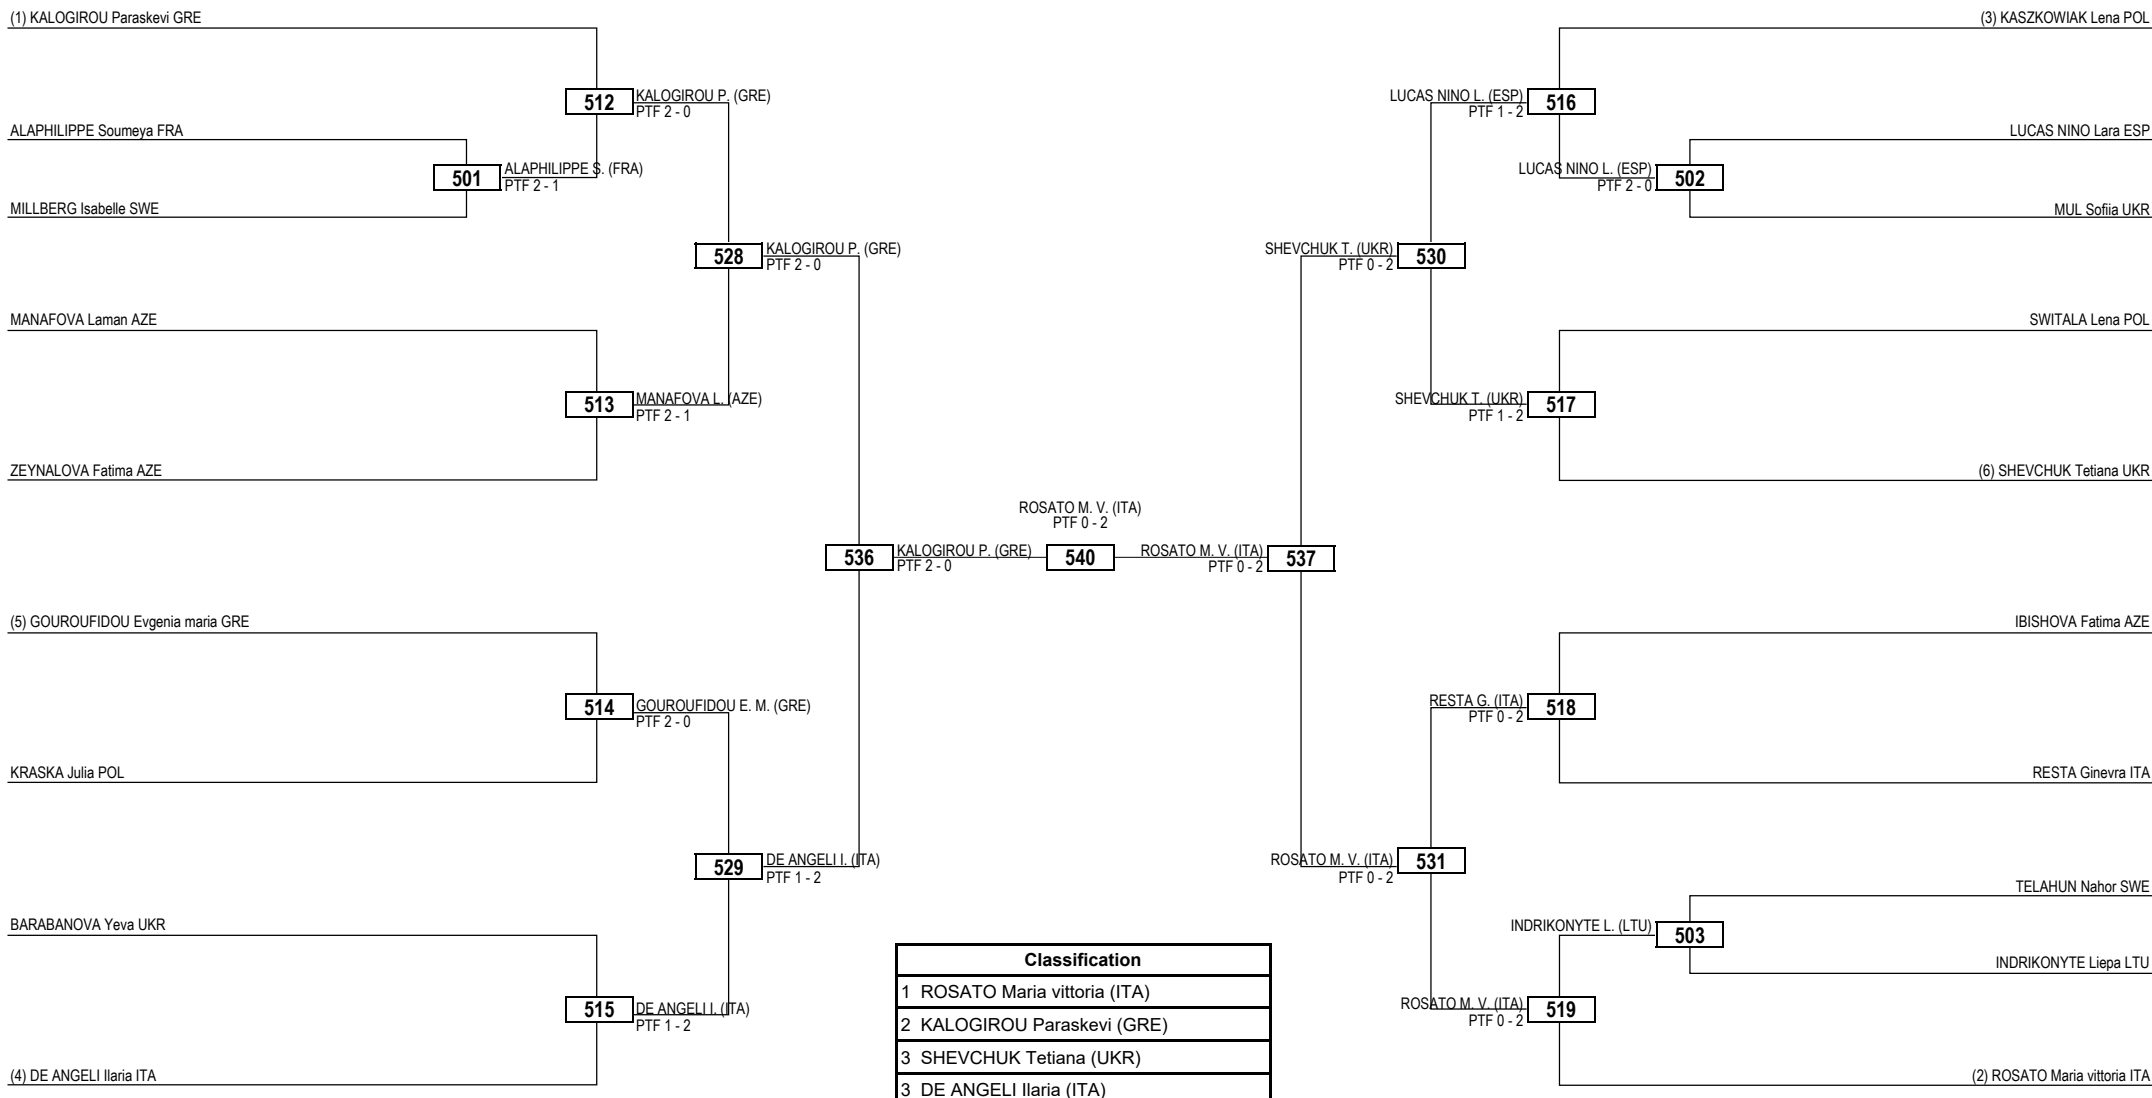 (1) KALOGIROU Paraskevi GRE
512
KALOGIROU P. (GRE)
PTF 2 - 0
ALAPHILIPPE Soumeya FRA
501
ALAPHILIPPE S. (FRA)
PTF 2 - 1
MILLBERG Isabelle SWE
528
KALOGIROU P. (GRE)
PTF 2 - 0
MANAFOVA Laman AZE
513
MANAFOVA L. (AZE)
PTF 2 - 1
ZEYNALOVA Fatima AZE
536
KALOGIROU P. (GRE)
PTF 2 - 0
(5) GOUROUFIDOU Evgenia maria GRE
514
GOUROUFIDOU E. M. (GRE)
PTF 2 - 0
KRASKA Julia POL
529
DE ANGELI I. (ITA)
PTF 1 - 2
BARABANOVA Yeva UKR
515
DE ANGELI I. (ITA)
PTF 1 - 2
(4) DE ANGELI Ilaria ITA
ROSATO M. V. (ITA)
PTF 0 - 2
540
(3) KASZKOWIAK Lena POL
LUCAS NINO L. (ESP)
PTF 1 - 2
516
LUCAS NINO Lara ESP
LUCAS NINO L. (ESP)
PTF 2 - 0
502
MUL Sofiia UKR
SHEVCHUK T. (UKR)
PTF 0 - 2
530
SWITALA Lena POL
SHEVCHUK T. (UKR)
PTF 1 - 2
517
(6) SHEVCHUK Tetiana UKR
ROSATO M. V. (ITA)
PTF 0 - 2
537
IBISHOVA Fatima AZE
RESTA G. (ITA)
PTF 0 - 2
518
RESTA Ginevra ITA
ROSATO M. V. (ITA)
PTF 0 - 2
531
TELAHUN Nahor SWE
INDRIKONYTE L. (LTU)
503
INDRIKONYTE Liepa LTU
ROSATO M. V. (ITA)
PTF 0 - 2
519
(2) ROSATO Maria vittoria ITA
Classification
1 ROSATO Maria vittoria (ITA)
2 KALOGIROU Paraskevi (GRE)
3 SHEVCHUK Tetiana (UKR)
3 DE ANGELI Ilaria (ITA)